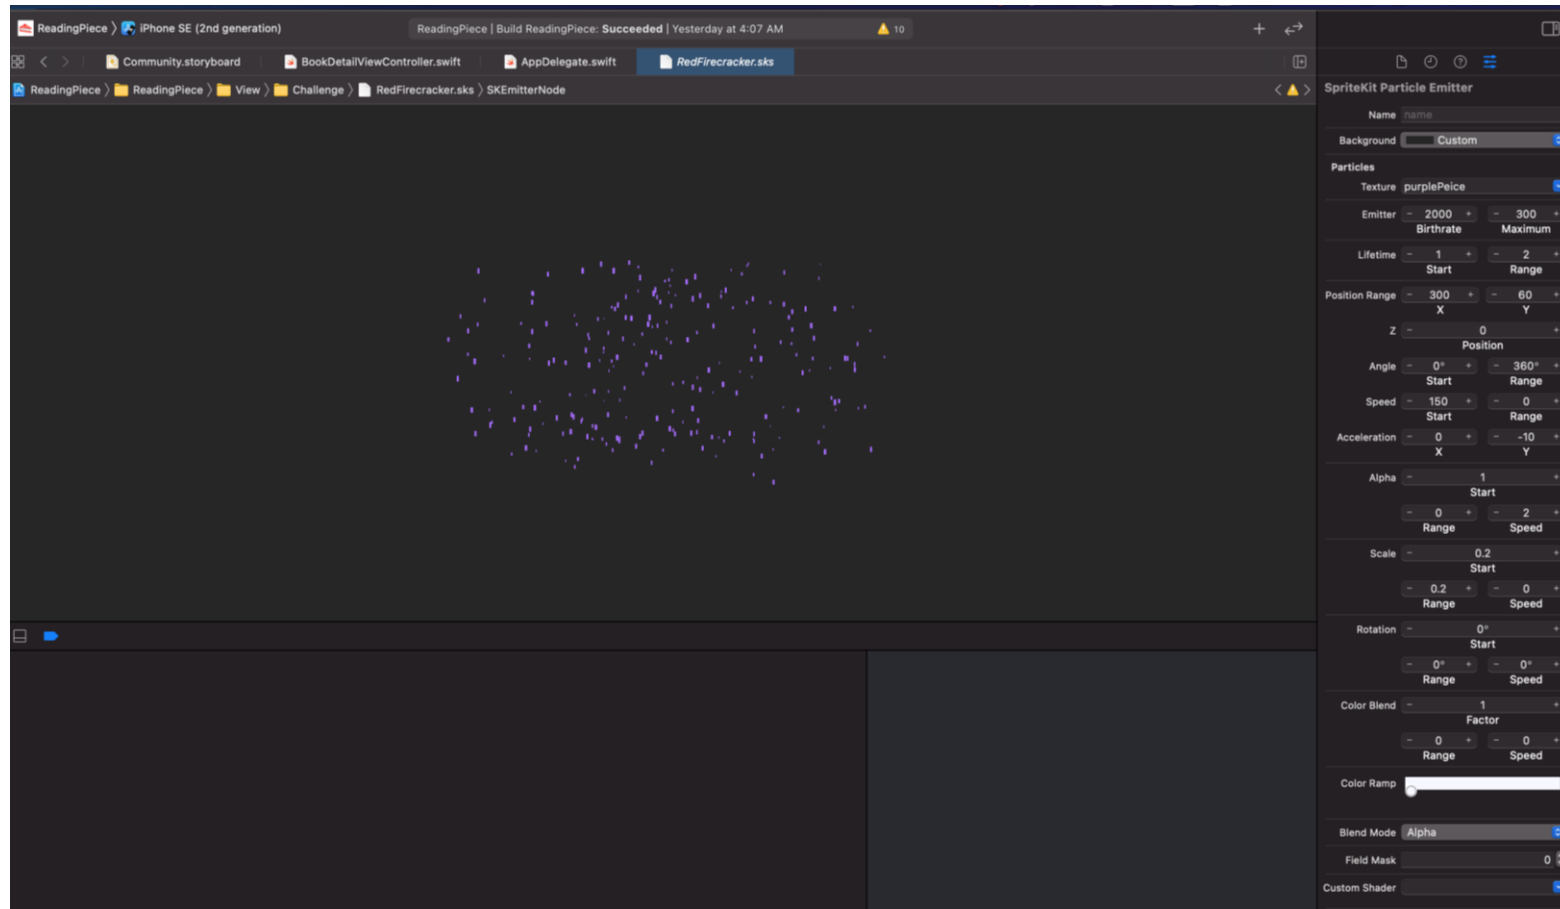 ReadingPiece 〉 iPhone SE (2nd generation)
ReadingPiece | Build ReadingPiece: Succeeded | Yesterday at 4:07 AM
10
Community.storyboard
BookDetailViewController.swift
AppDelegate.swift
RedFirecracker.sks
ReadingPiece 〉 ReadingPiece 〉 View 〉 Challenge 〉 RedFirecracker.sks 〉 SKEmitterNode
SpriteKit Particle Emitter
Name name
Background Custom
Particles
Texture purplePeice
Emitter - 2000 + - 300 +
Birthrate Maximum
Lifetime - 1 + - 2 +
Start Range
Position Range - 300 + - 60 +
X Y
Z - 0 +
Position
Angle - 0° + - 360° +
Start Range
Speed - 150 + - 0 +
Start Range
Acceleration - 0 + - -10 +
X Y
Alpha - 1 +
Start
- 0 + - 2 +
Range Speed
Scale - 0.2 +
Start
- 0.2 + - 0 +
Range Speed
Rotation - 0° +
Start
- 0° + - 0° +
Range Speed
Color Blend - 1 +
Factor
- 0 + - 0 +
Range Speed
Color Ramp
Blend Mode Alpha
Field Mask 0
Custom Shader